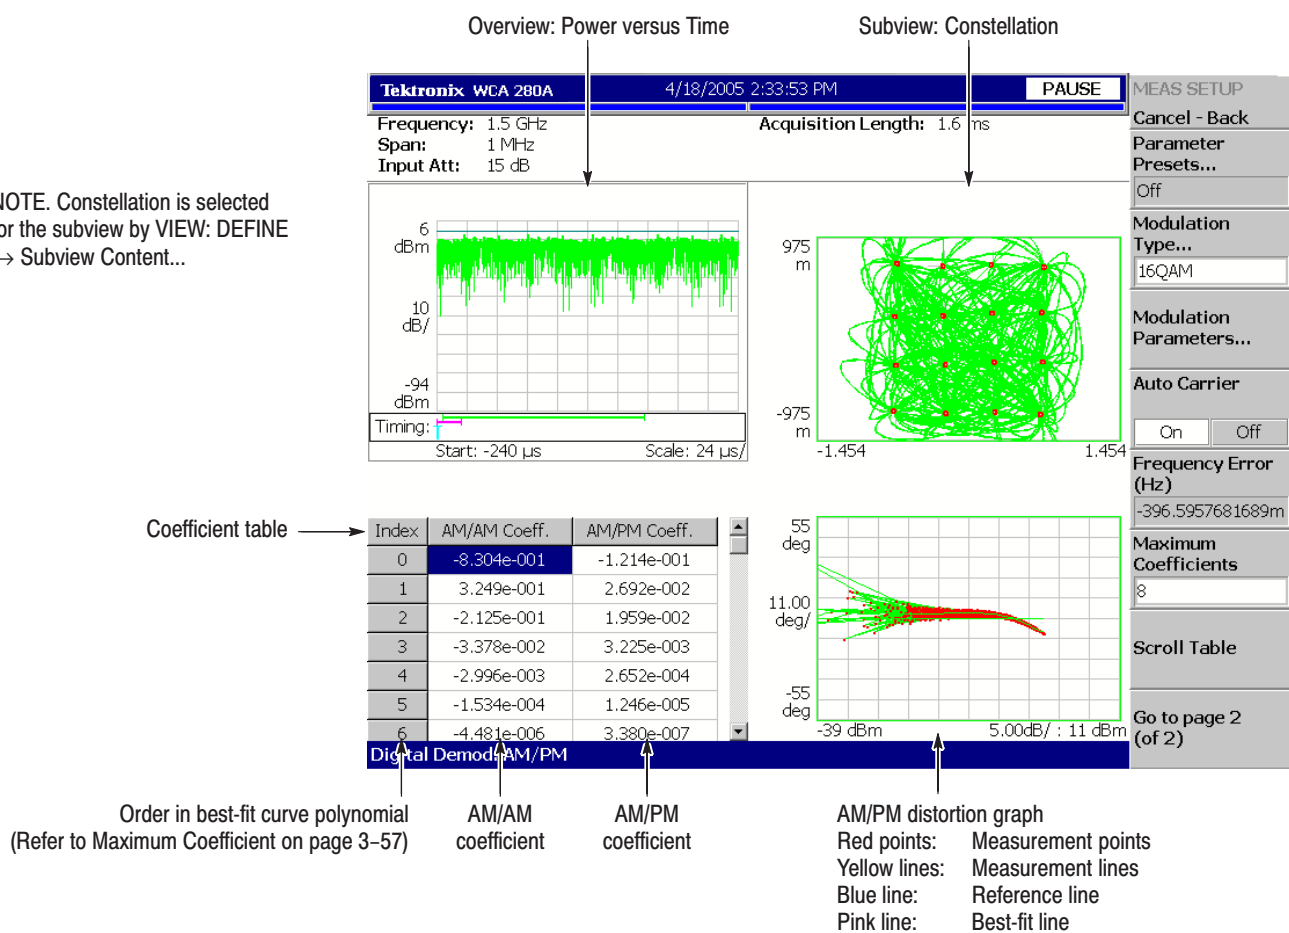 Overview: Power versus Time
Subview: Constellation
Tektronix WCA 280A
4/18/2005 2:33:53 PM
PAUSE
Frequency: 1.5 GHz
Span: 1 MHz
Input Att: 15 dB
Acquisition Length: 1.6 ms
NOTE. Constellation is selected
or the subview by VIEW: DEFINE
→ Subview Content...
6
dBm
10
dB/
-94
dBm
Timing:
Start: -240 µs
Scale: 24 µs/
975
m
-975
m
-1.454
1.454
Coefficient table
Index AM/AM Coeff. AM/PM Coeff.
0 -8.304e-001 -1.214e-001
1 3.249e-001 2.692e-002
2 -2.125e-001 1.959e-002
3 -3.378e-002 3.225e-003
4 -2.996e-003 2.652e-004
5 -1.534e-004 1.246e-005
6 -4.481e-006 3.380e-007
55
deg
11.00
deg/
-55
deg
-39 dBm
5.00dB/ : 11 dBm
Digital Demod: AM/PM
MEAS SETUP
Cancel - Back
Parameter
Presets...
Off
Modulation
Type...
16QAM
Modulation
Parameters...
Auto Carrier
On Off
Frequency Error
(Hz)
-396.5957681689m
Maximum
Coefficients
8
Scroll Table
Go to page 2
(of 2)
Order in best-fit curve polynomial
(Refer to Maximum Coefficient on page 3–57)
AM/AM
coefficient
AM/PM
coefficient
AM/PM distortion graph
Red points: Measurement points
Yellow lines: Measurement lines
Blue line: Reference line
Pink line: Best-fit line